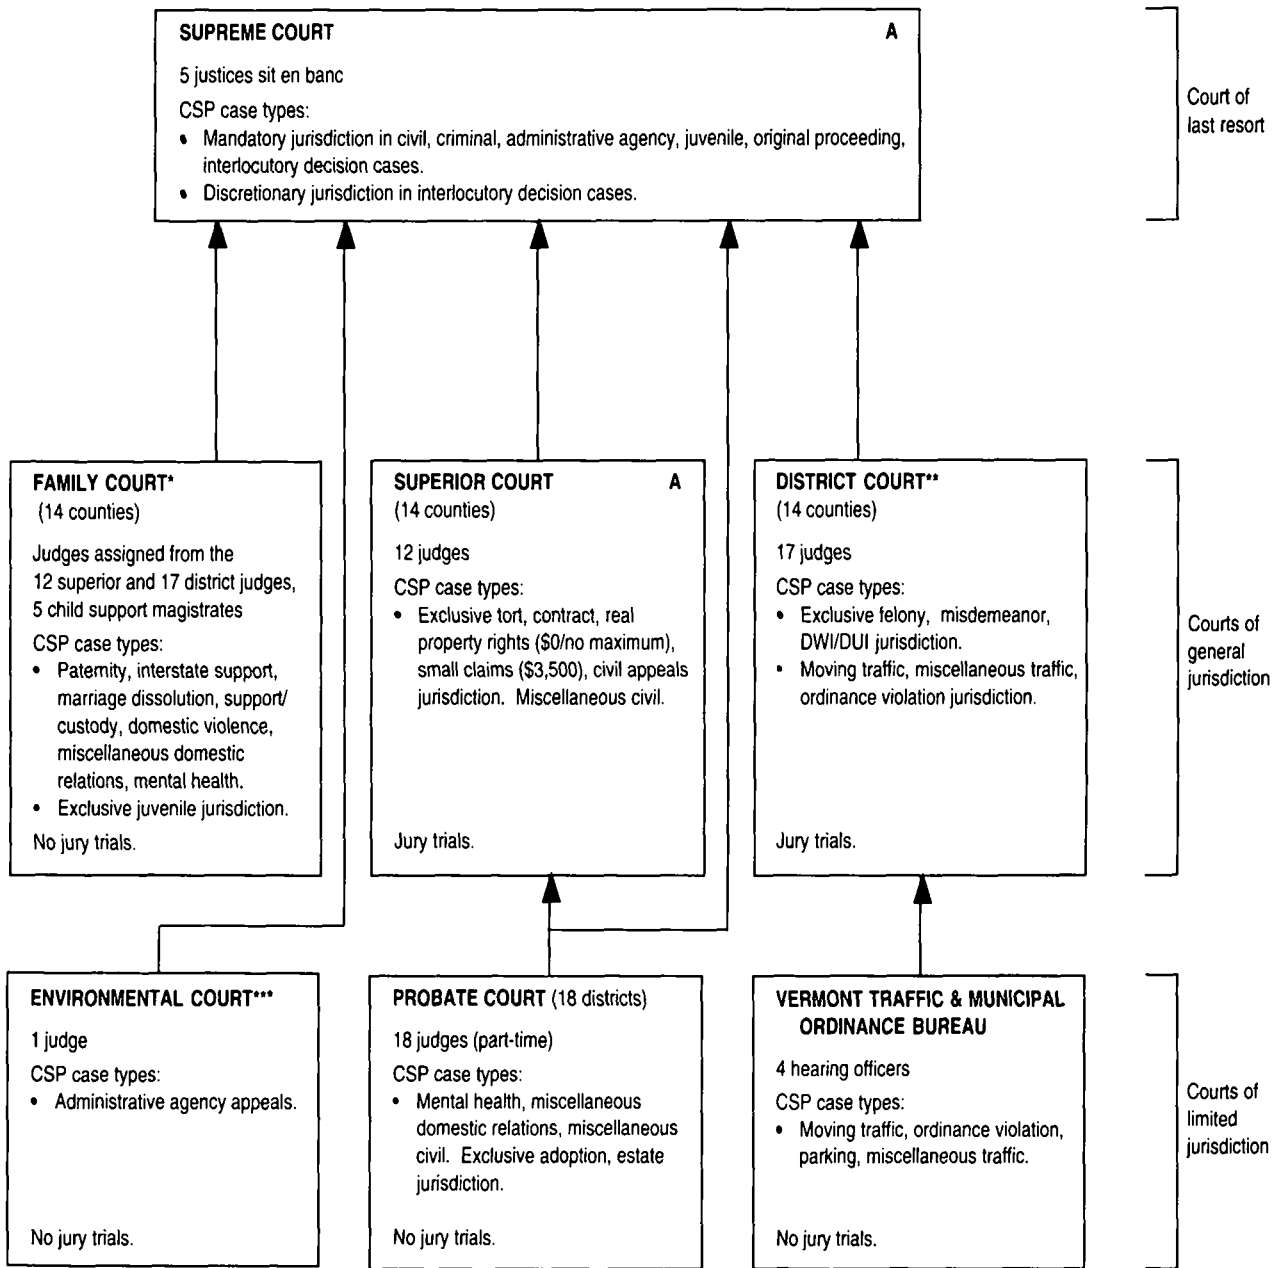 SUPREME COURT A
5 justices sit en banc
CSP case types:
• Mandatory jurisdiction in civil, criminal, administrative agency, juvenile, original proceeding,
interlocutory decision cases.
• Discretionary jurisdiction in interlocutory decision cases.
Court of
last resort
FAMILY COURT*
(14 counties)
Judges assigned from the
12 superior and 17 district judges,
5 child support magistrates
CSP case types:
• Paternity, interstate support,
marriage dissolution, support/
custody, domestic violence,
miscellaneous domestic
relations, mental health.
• Exclusive juvenile jurisdiction.
No jury trials.
SUPERIOR COURT A
(14 counties)
12 judges
CSP case types:
• Exclusive tort, contract, real
property rights ($0/no maximum),
small claims ($3,500), civil appeals
jurisdiction. Miscellaneous civil.
Jury trials.
DISTRICT COURT**
(14 counties)
17 judges
CSP case types:
• Exclusive felony, misdemeanor,
DWI/DUI jurisdiction.
• Moving traffic, miscellaneous traffic,
ordinance violation jurisdiction.
Jury trials.
Courts of
general
jurisdiction
ENVIRONMENTAL COURT***
1 judge
CSP case types:
• Administrative agency appeals.
No jury trials.
PROBATE COURT (18 districts)
18 judges (part-time)
CSP case types:
• Mental health, miscellaneous
domestic relations, miscellaneous
civil. Exclusive adoption, estate
jurisdiction.
No jury trials.
VERMONT TRAFFIC & MUNICIPAL
ORDINANCE BUREAU
4 hearing officers
CSP case types:
• Moving traffic, ordinance violation,
parking, miscellaneous traffic.
No jury trials.
Courts of
limited
jurisdiction